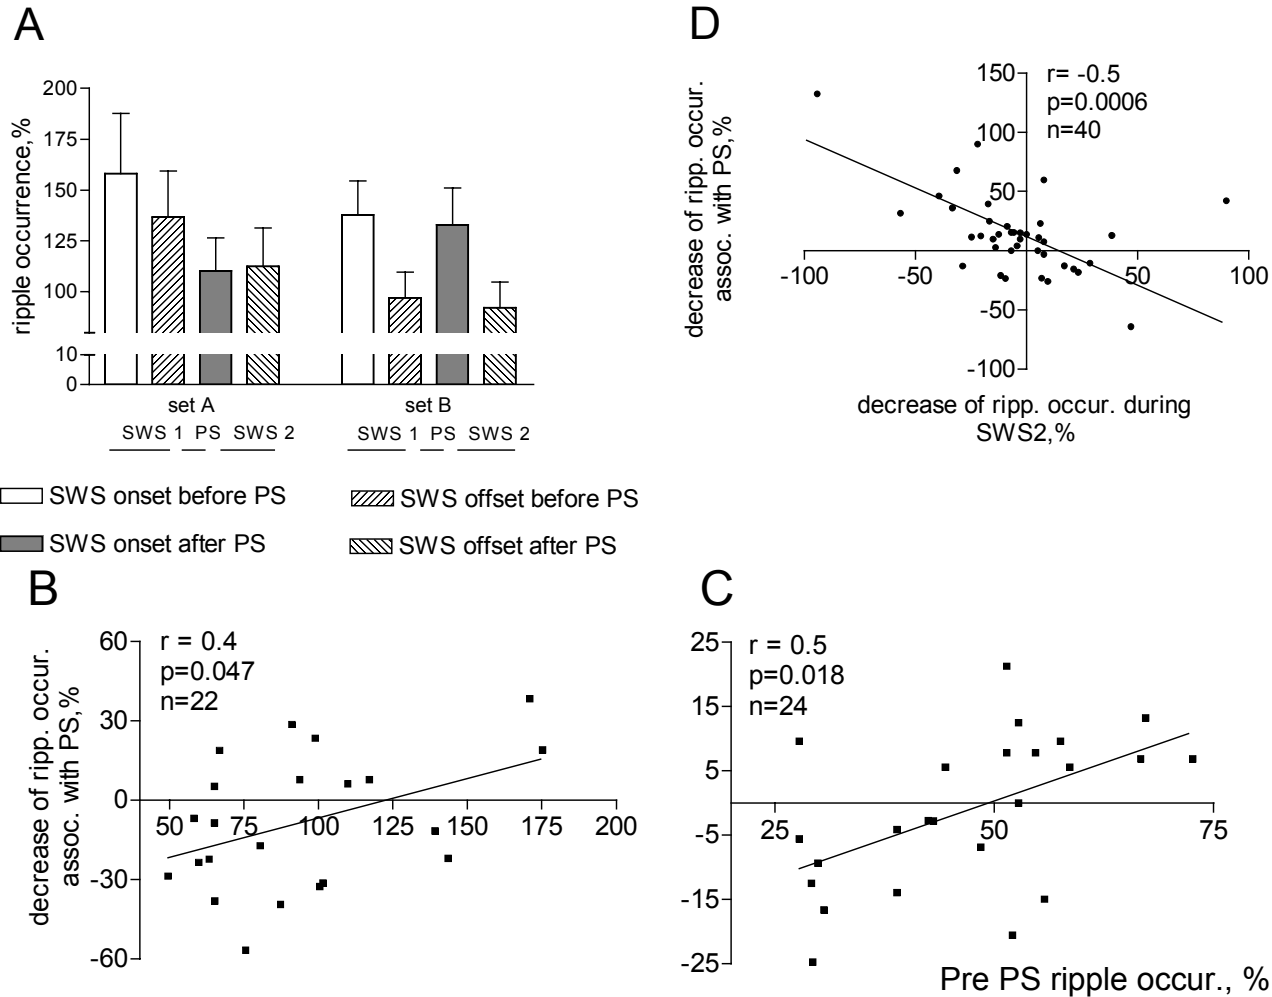 A
200
175
150
125
100
10
0
ripple occurrence,%
set A
set B
SWS 1 PS SWS 2
SWS 1 PS SWS 2
SWS onset before PS
SWS offset before PS
SWS onset after PS
SWS offset after PS
D
r= -0.5
p=0.0006
n=40
150
100
50
-50
-100
-100 -50 50 100
decrease of ripp. occur.
assoc. with PS,%
decrease of ripp. occur. during
SWS2,%
B
r = 0.4
p=0.047
n=22
60
30
0
-30
-60
50 75 100 125 150 175 200
decrease of ripp. occur.
assoc. with PS,%
C
r = 0.5
p=0.018
n=24
25
15
5
-5
-15
-25
25 50 75
Pre PS ripple occur., %